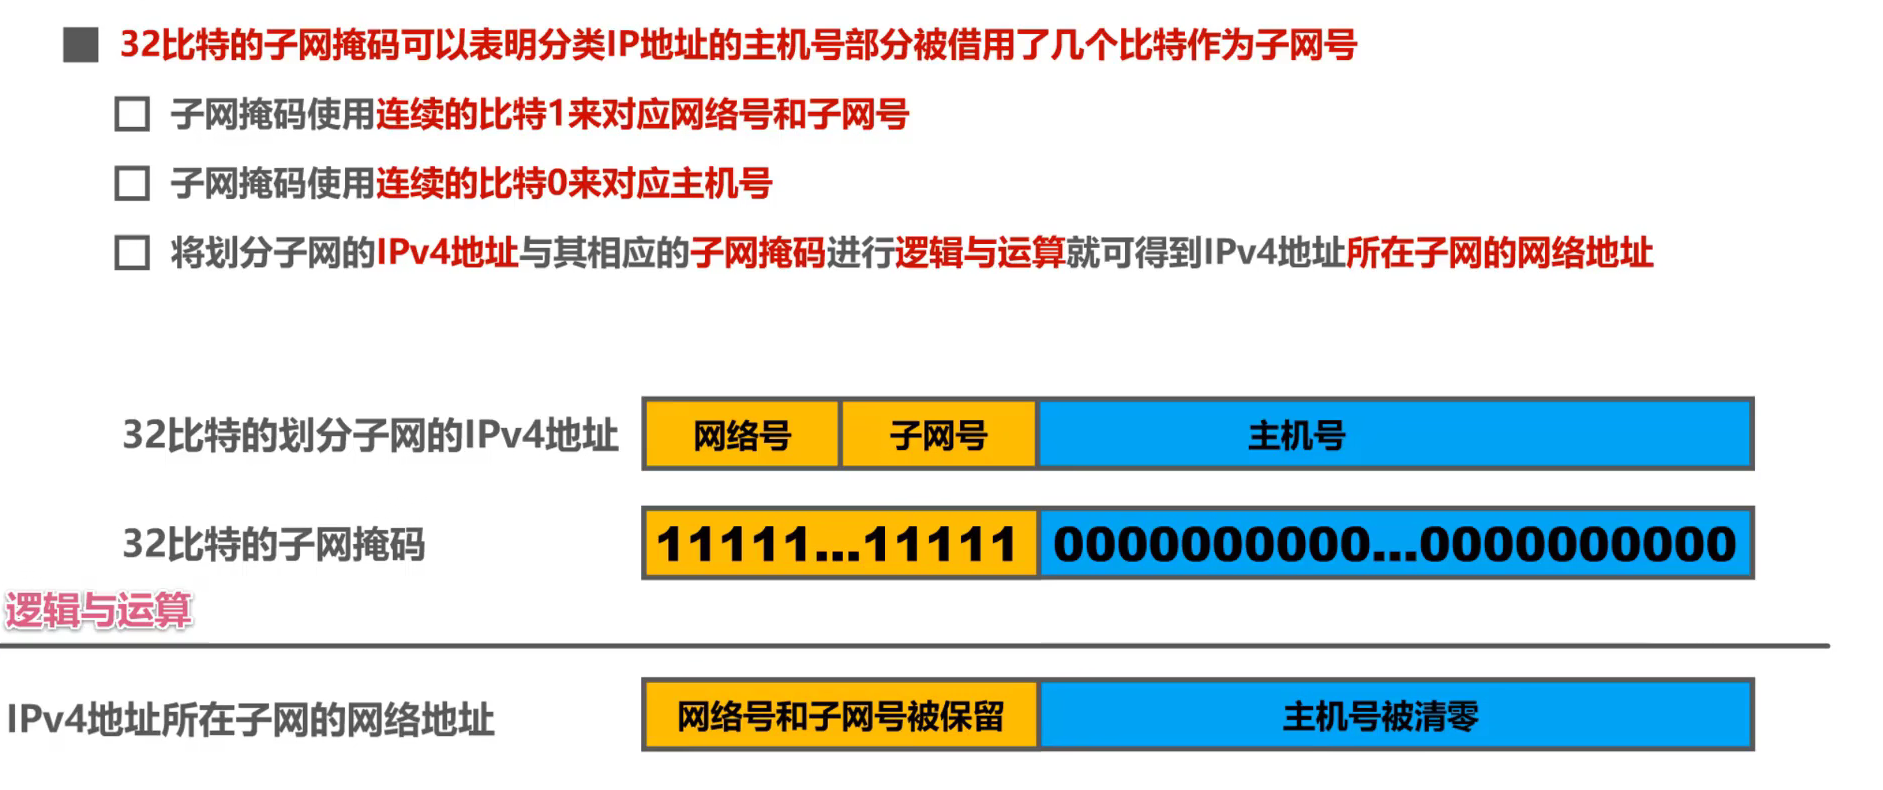 32比特的子网掩码可以表明分类IP地址的主机号部分被借用了几个比特作为子网号
子网掩码使用连续的比特1来对应网络号和子网号
子网掩码使用连续的比特0来对应主机号
将划分子网的IPv4地址与其相应的子网掩码进行逻辑与运算就可得到IPv4地址所在子网的网络地址
32比特的划分子网的IPv4地址 网络号 子网号 主机号
32比特的子网掩码 11111...11111 0000000000...0000000000
逻辑与运算
IPv4地址所在子网的网络地址 网络号和子网号被保留 主机号被清零